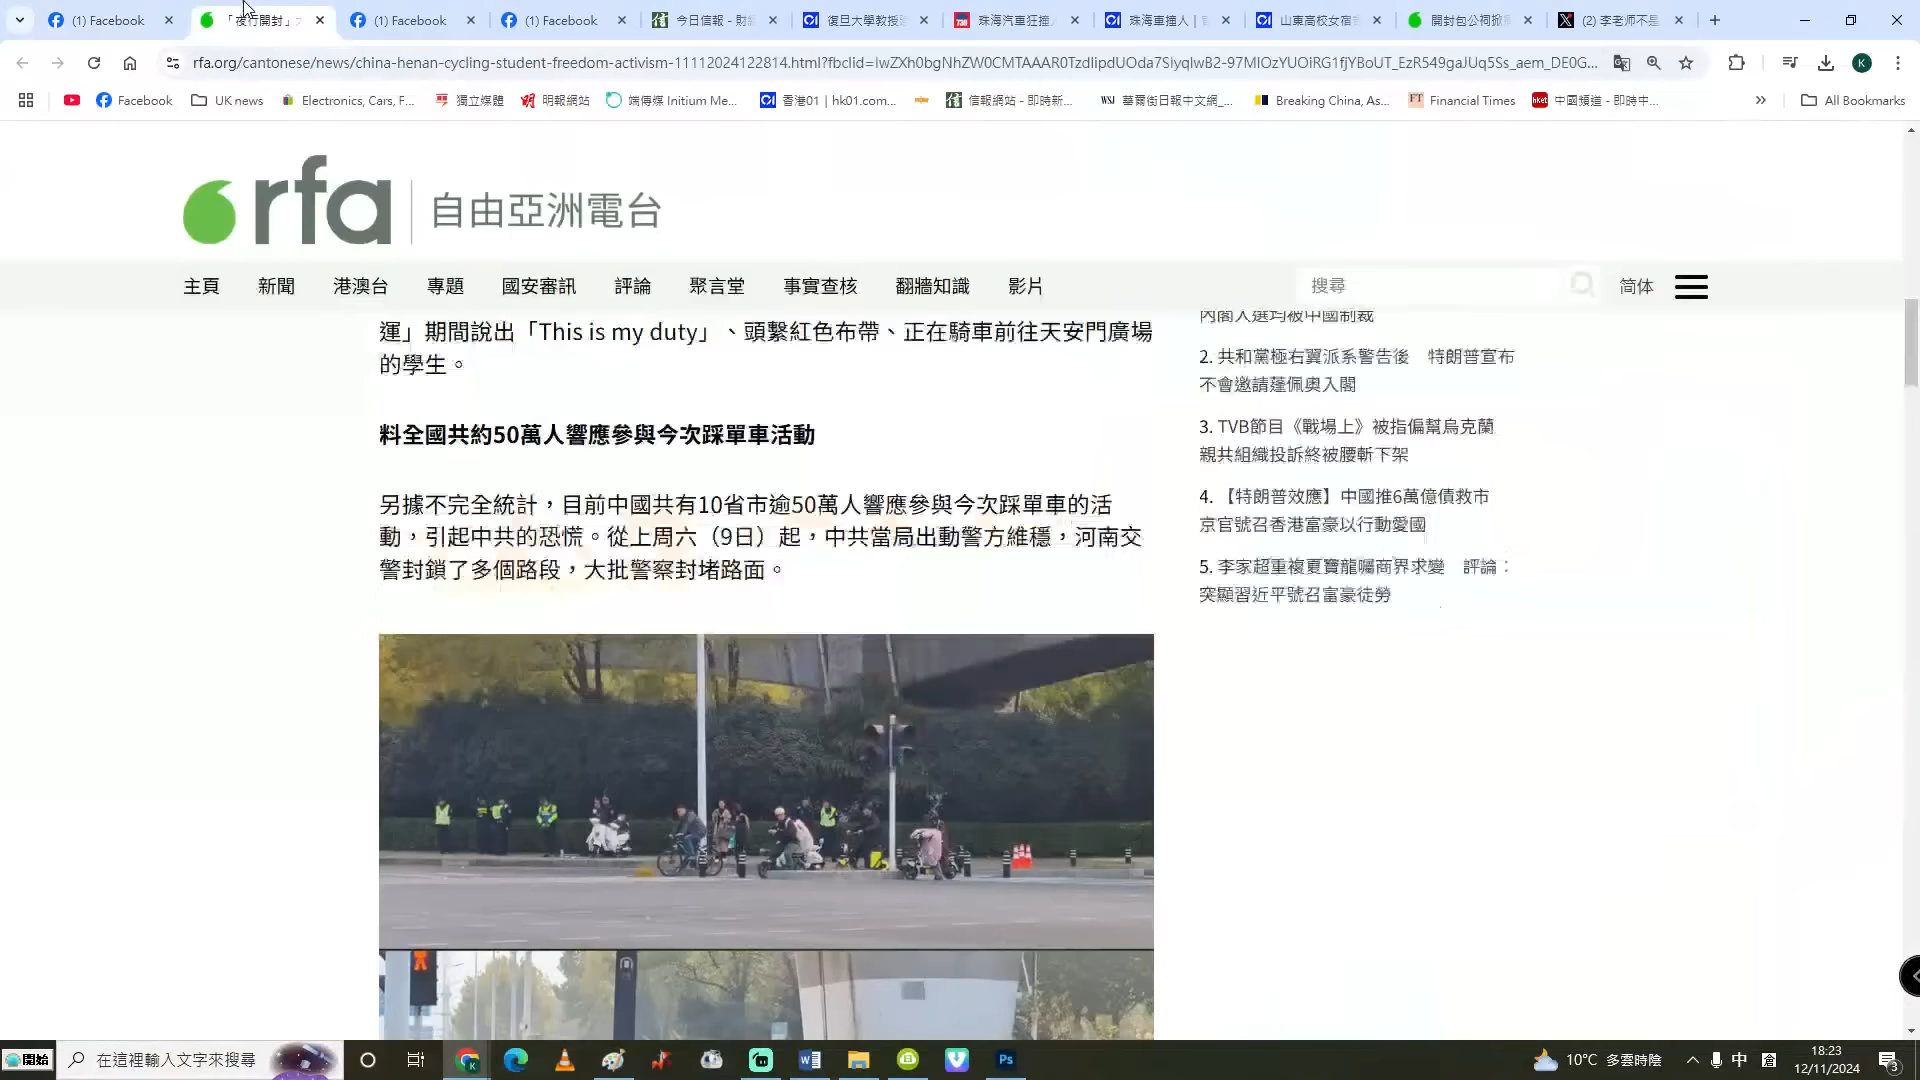 (1) Facebook
「夜行開封」
(1) Facebook
(1) Facebook
今日信報 - 財
復旦大學教授
珠海汽車狂撞
珠海車撞人｜
山東高校女宿
開封包公祠掀
(2) 李老师不是
rfa.org/cantonese/news/china-henan-cycling-student-freedom-activism-11112024122814.html?fbclid=IwZXh0bgNhZW0CMTAAAR0TzdIipdUOda7SiyqIwB2-97MIOzYUOiRG1fjYBoUT_EzR549gaJUq5Ss_aem_DE0G...
Facebook
UK news
Electronics, Cars, F...
獨立媒體
明報網站
端傳媒 Initium Me...
香港01 | hk01.com...
信報網站 - 即時新...
WSJ 華爾街日報中文網_...
Breaking China, As...
FT Financial Times
hket 中國頻道 - 即時中...
All Bookmarks
rfa 自由亞洲電台
主頁 新聞 港澳台 專題 國安審訊 評論 聚言堂 事實查核 翻牆知識 影片 搜尋 简体
運」期間說出「This is my duty」、頭繫紅色布帶、正在騎車前往天安門廣場
的學生。
料全國共約50萬人響應參與今次踩單車活動
另據不完全統計，目前中國共有10省市逾50萬人響應參與今次踩單車的活
動，引起中共的恐慌。從上周六（9日）起，中共當局出動警方維穩，河南交
警封鎖了多個路段，大批警察封堵路面。
內閣人選均被中國制裁
2. 共和黨極右翼派系警告後　特朗普宣布
不會邀請蓬佩奧入閣
3. TVB節目《戰場上》被指偏幫烏克蘭
親共組織投訴終被腰斬下架
4. 【特朗普效應】中國推6萬億債救市
京官號召香港富豪以行動愛國
5. 李家超重複夏寶龍囑商界求變　評論：
突顯習近平號召富豪徒勞
開始
在這裡輸入文字來搜尋
10°C 多雲時陰
中
倉
18:23
12/11/2024
3